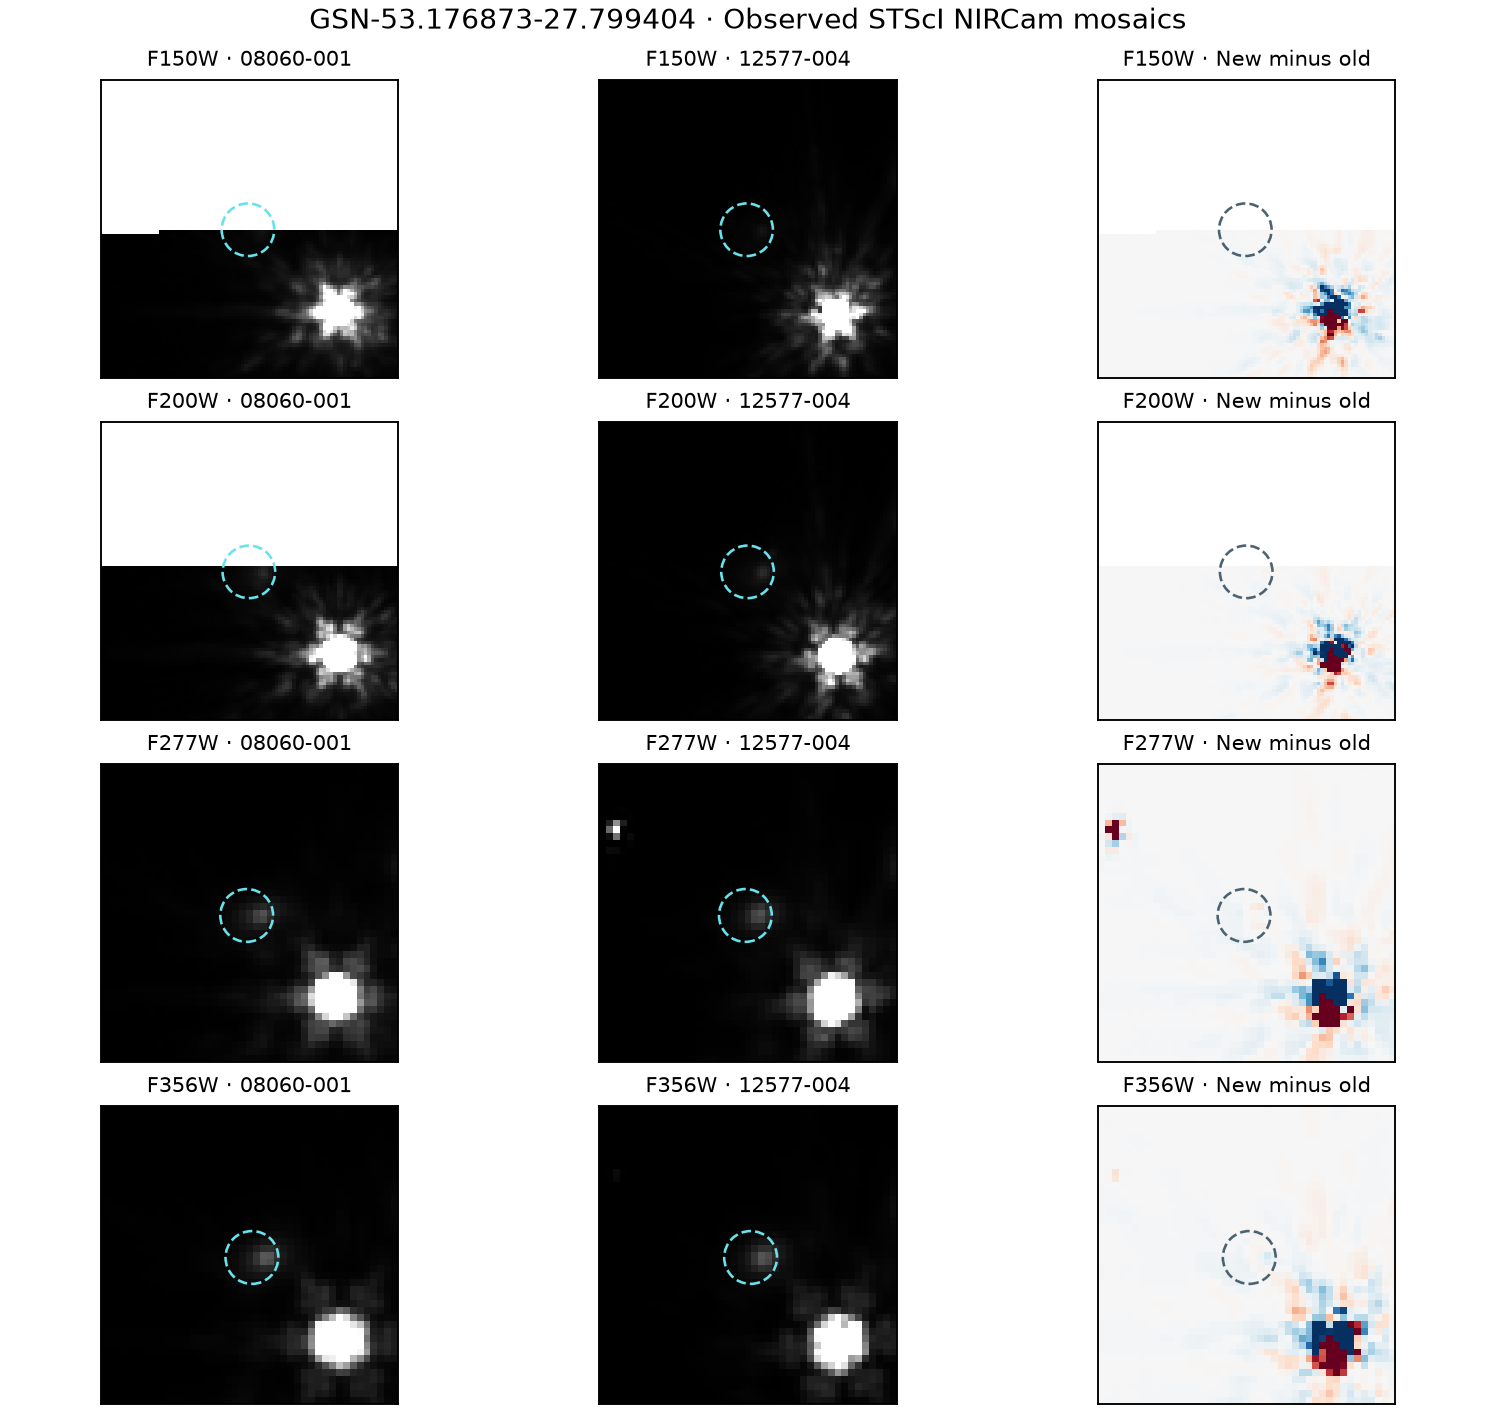 GSN-53.176873-27.799404 · Observed STScI NIRCam mosaics
F150W · 08060-001
F150W · 12577-004
F150W · New minus old
F200W · 08060-001
F200W · 12577-004
F200W · New minus old
F277W · 08060-001
F277W · 12577-004
F277W · New minus old
F356W · 08060-001
F356W · 12577-004
F356W · New minus old